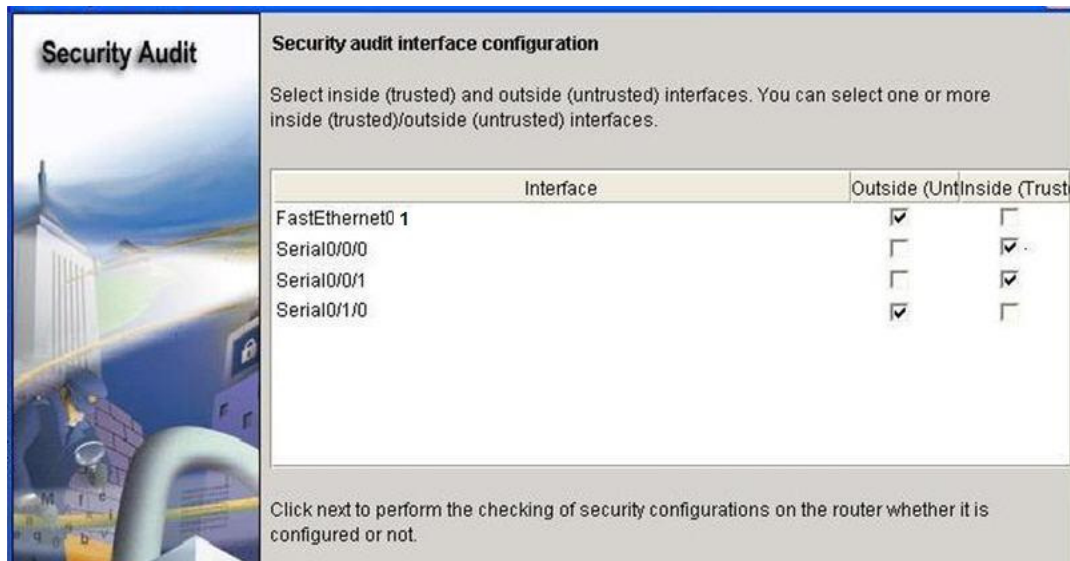 Security Audit
Security audit interface configuration
Select inside (trusted) and outside (untrusted) interfaces. You can select one or more
inside (trusted)/outside (untrusted) interfaces.
Interface Outside (Unt Inside (Trust
FastEthernet0 1
Serial0/0/0
Serial0/0/1
Serial0/1/0
Click next to perform the checking of security configurations on the router whether it is
configured or not.